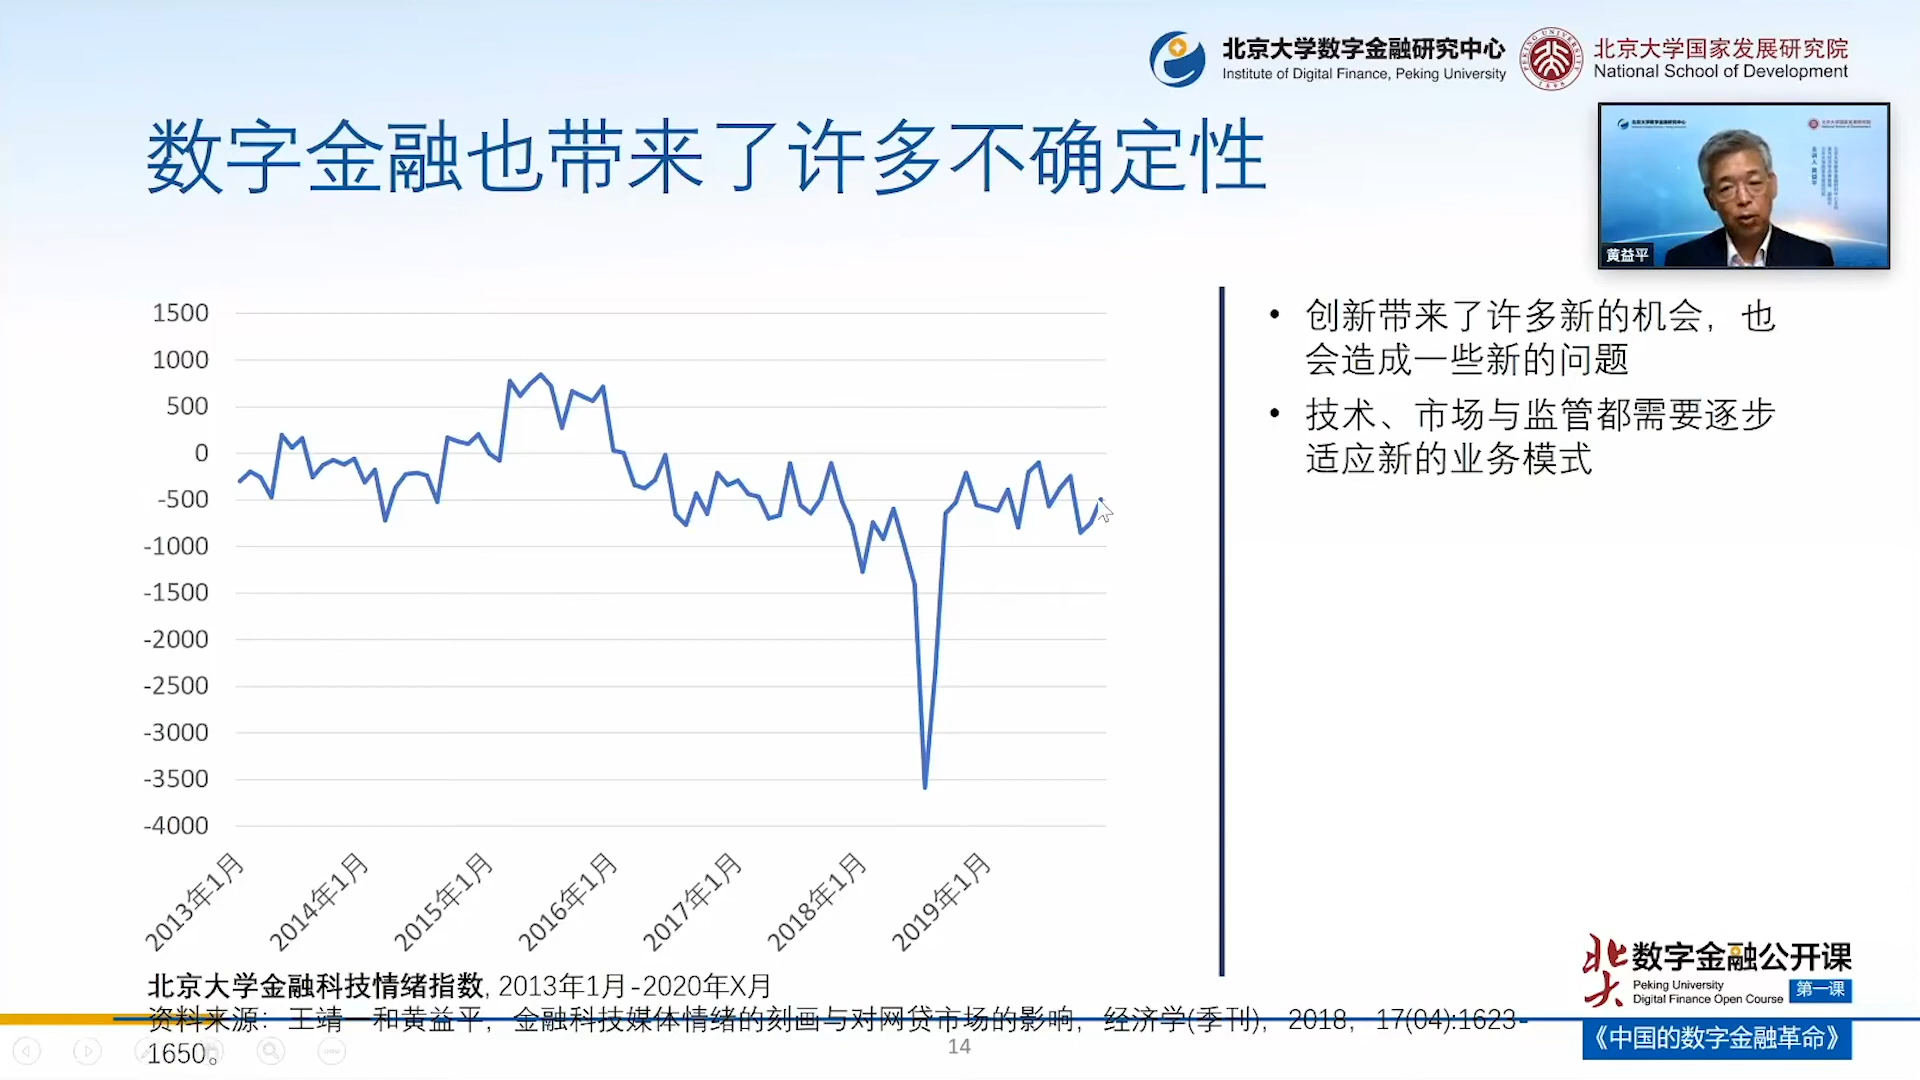 北京大学数字金融研究中心
Institute of Digital Finance, Peking University
北京大学国家发展研究院
National School of Development
数字金融也带来了许多不确定性
黄益平
1500
1000
500
0
-500
-1000
-1500
-2000
-2500
-3000
-3500
-4000
2013年1月
2014年1月
2015年1月
2016年1月
2017年1月
2018年1月
2019年1月
• 创新带来了许多新的机会，也
会造成一些新的问题
• 技术、市场与监管都需要逐步
适应新的业务模式
北京大学金融科技情绪指数, 2013年1月-2020年X月
资料来源：王靖一和黄益平，金融科技媒体情绪的刻画与对网贷市场的影响，经济学(季刊)，2018，17(04):1623-
1650。
14
北大
数字金融公开课
Peking University
Digital Finance Open Course
第一课
《中国的数字金融革命》